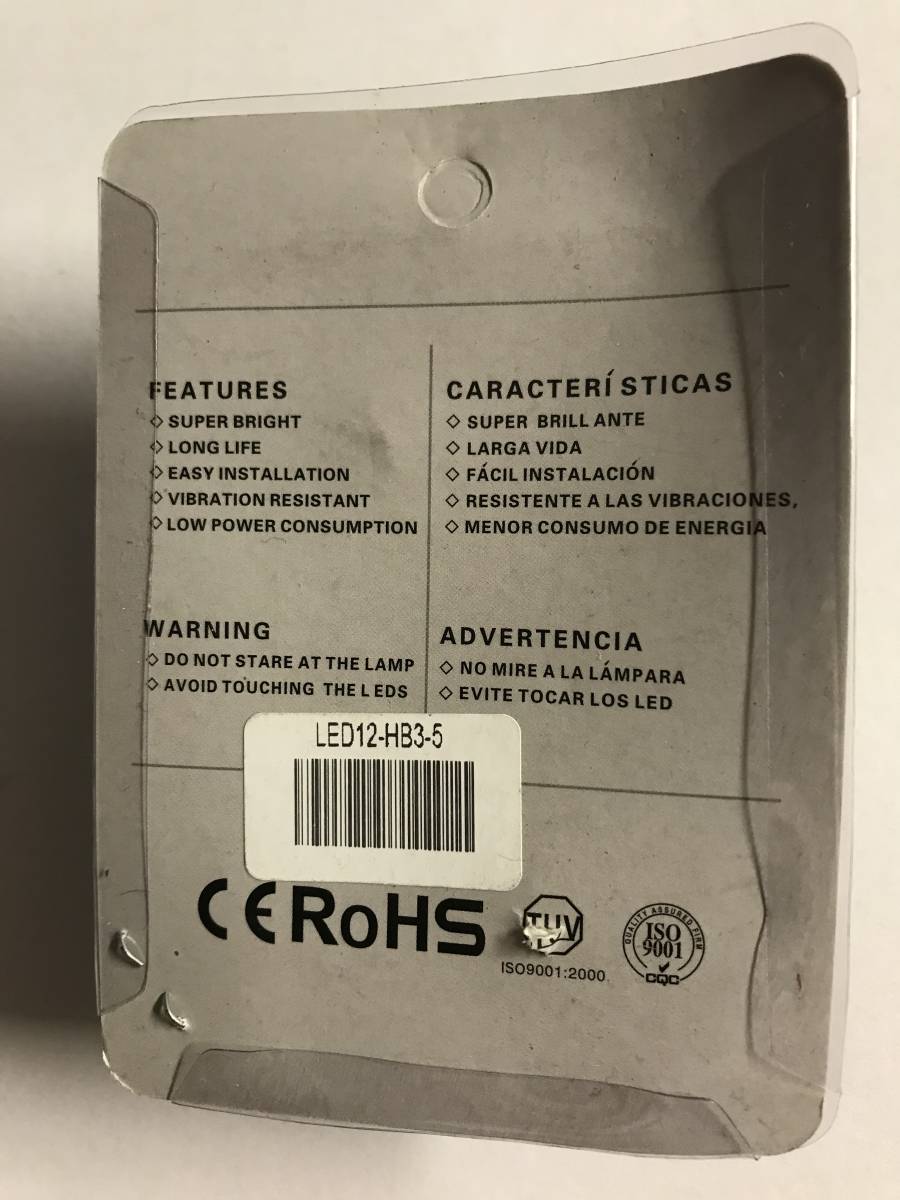 FEATURES
◇ SUPER BRIGHT
◇ LONG LIFE
◇ EASY INSTALLATION
◇ VIBRATION RESISTANT
◇ LOW POWER CONSUMPTION
CARACTERÍ STICAS
◇ SUPER BRILL ANTE
◇ LARGA VIDA
◇ FÁCIL INSTALACIÓN
◇ RESISTENTE A LAS VIBRACIONES,
◇ MENOR CONSUMO DE ENERGIA
WARNING
◇ DO NOT STARE AT THE LAMP
◇ AVOID TOUCHING THE L EDS
ADVERTENCIA
◇ NO MIRE A LA LÁMPARA
◇ EVITE TOCAR LOS LED
LED12-HB3-5
CE RoHS
TUV
ISO9001:2000
QUALITY ASSURED FIRM
ISO
9001
CQC